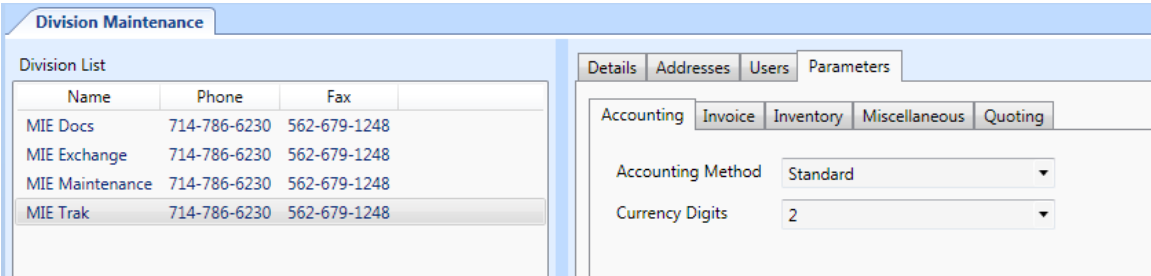 Division Maintenance
Division List
Name Phone Fax
MIE Docs 714-786-6230 562-679-1248
MIE Exchange 714-786-6230 562-679-1248
MIE Maintenance 714-786-6230 562-679-1248
MIE Trak 714-786-6230 562-679-1248
Details Addresses Users Parameters
Accounting Invoice Inventory Miscellaneous Quoting
Accounting Method Standard
Currency Digits 2